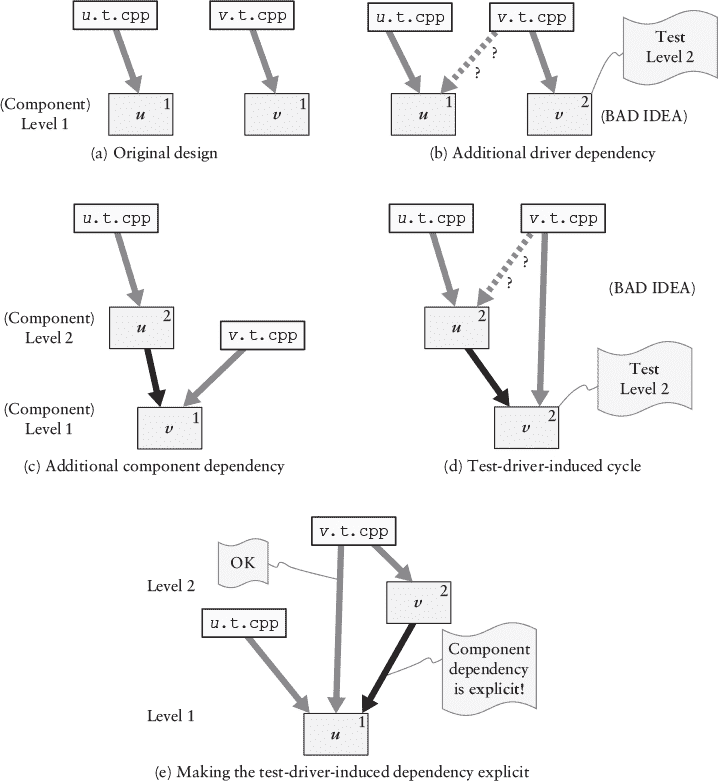 u.t.cpp
v.t.cpp
(Component)
Level 1
u
1
v
1
(a) Original design
u.t.cpp
v.t.cpp
?
?
u
1
v
2
Test
Level 2
(BAD IDEA)
(b) Additional driver dependency
u.t.cpp
(Component)
Level 2
u
2
v.t.cpp
(Component)
Level 1
v
1
(c) Additional component dependency
u.t.cpp
v.t.cpp
?
?
(BAD IDEA)
u
2
Test
Level 2
v
2
(d) Test-driver-induced cycle
v.t.cpp
OK
Level 2
v
2
u.t.cpp
Component
dependency
is explicit!
Level 1
u
1
(e) Making the test-driver-induced dependency explicit